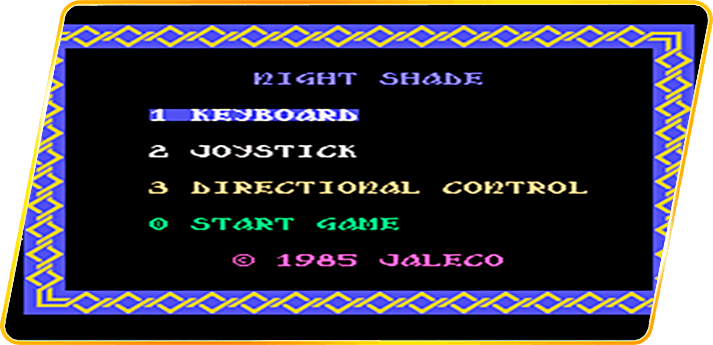 NIGHT SHADE
1 KEYBOARD
2 JOYSTICK
3 DIRECTIONAL CONTROL
0 START GAME
© 1985 JALECO